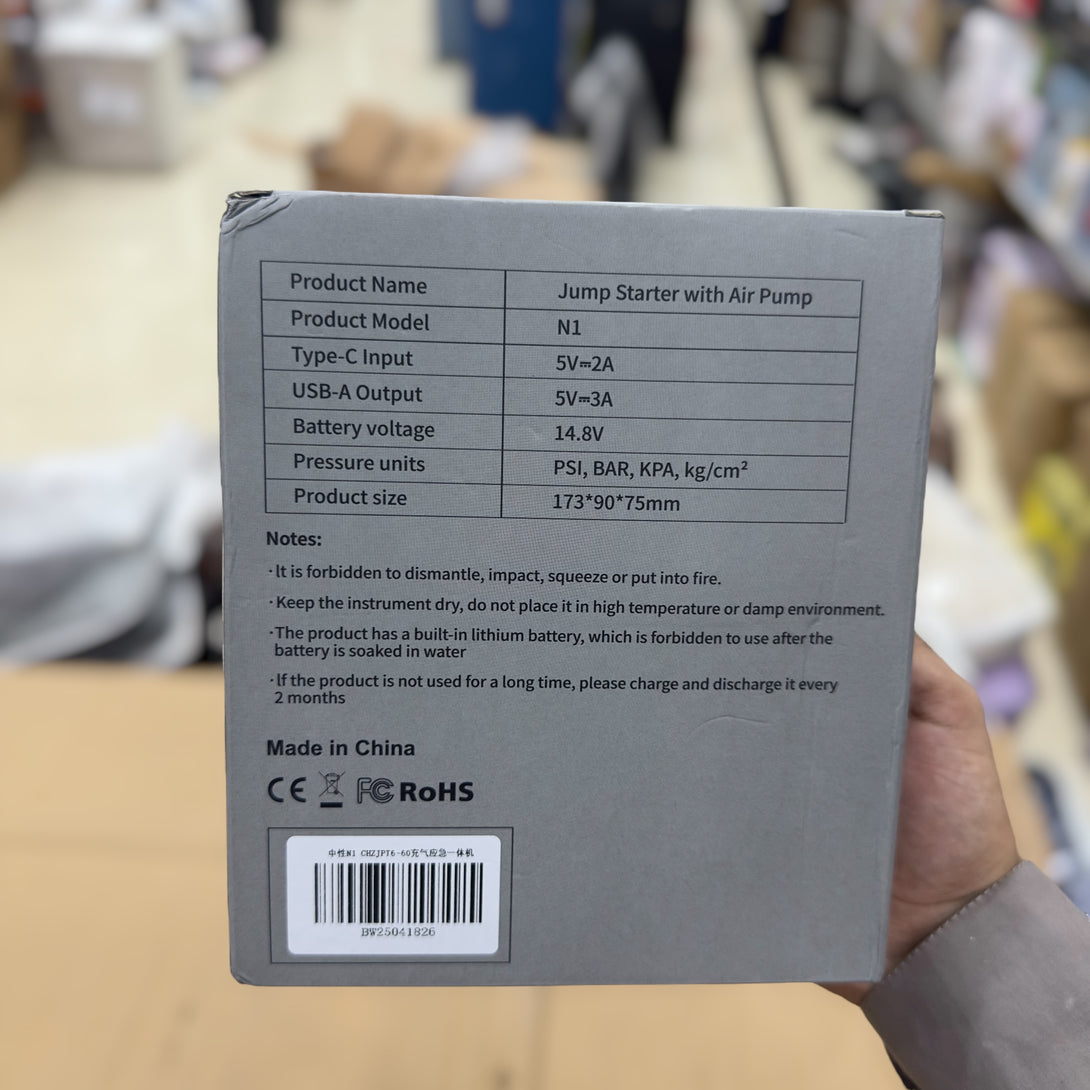 Product Name Jump Starter with Air Pump
Product Model N1
Type-C Input 5V⎓2A
USB-A Output 5V⎓3A
Battery voltage 14.8V
Pressure units PSI, BAR, KPA, kg/cm²
Product size 173*90*75mm
Notes:
·It is forbidden to dismantle, impact, squeeze or put into fire.
·Keep the instrument dry, do not place it in high temperature or damp environment.
·The product has a built-in lithium battery, which is forbidden to use after the
battery is soaked in water
·If the product is not used for a long time, please charge and discharge it every
2 months
Made in China
CE FC RoHS
中性N1 CHZJPT6-60充气应急一体机
BW25041826